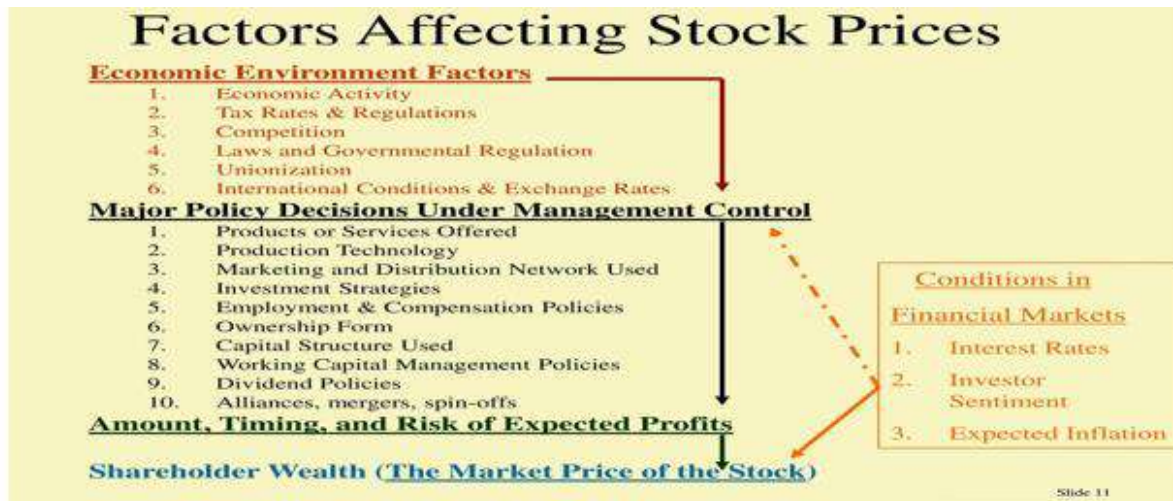 Factors Affecting Stock Prices
Economic Environment Factors
1. Economic Activity
2. Tax Rates & Regulations
3. Competition
4. Laws and Governmental Regulation
5. Unionization
6. International Conditions & Exchange Rates
Major Policy Decisions Under Management Control
1. Products or Services Offered
2. Production Technology
3. Marketing and Distribution Network Used
4. Investment Strategies
5. Employment & Compensation Policies
6. Ownership Form
7. Capital Structure Used
8. Working Capital Management Policies
9. Dividend Policies
10. Alliances, mergers, spin-offs
Amount, Timing, and Risk of Expected Profits
Shareholder Wealth (The Market Price of the Stock)
Conditions in
Financial Markets
1. Interest Rates
2. Investor
Sentiment
3. Expected Inflation
Slide 11